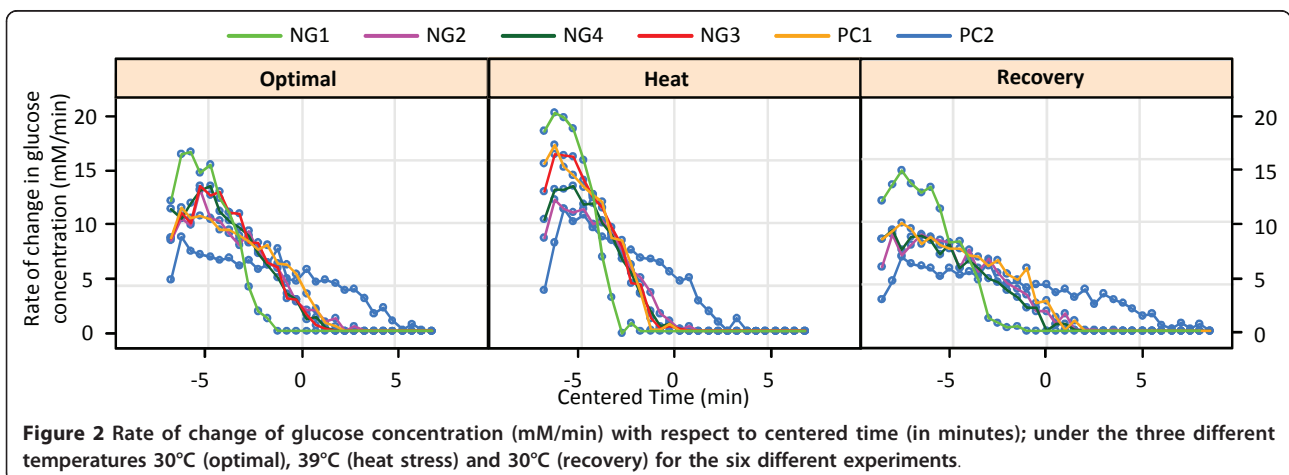 NG1 NG2 NG4 NG3 PC1 PC2
Optimal Heat Recovery
Rate of change in glucose
concentration (mM/min)
20 20
15 15
10 10
5 5
0 0
-5 0 5 -5 0 5 -5 0 5
Centered Time (min)
Figure 2 Rate of change of glucose concentration (mM/min) with respect to centered time (in minutes); under the three different
temperatures 30°C (optimal), 39°C (heat stress) and 30°C (recovery) for the six different experiments.